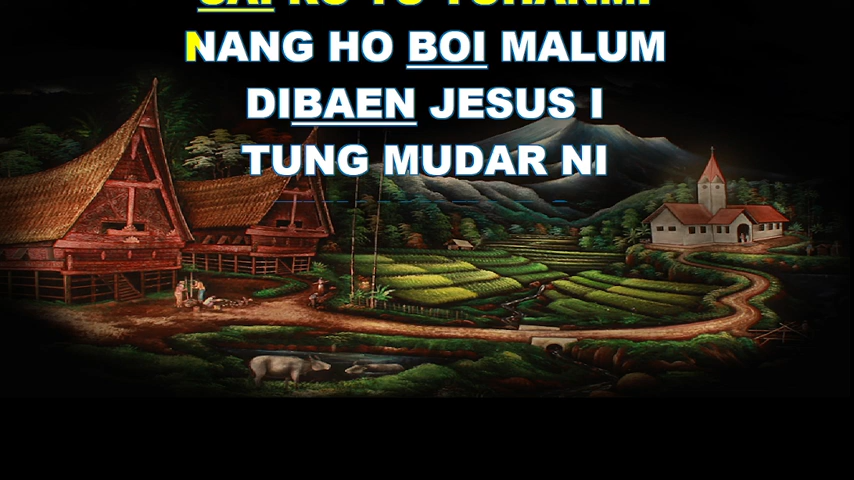 NANG HO BOI MALUM
DIBAEN JESUS I
TUNG MUDAR NI